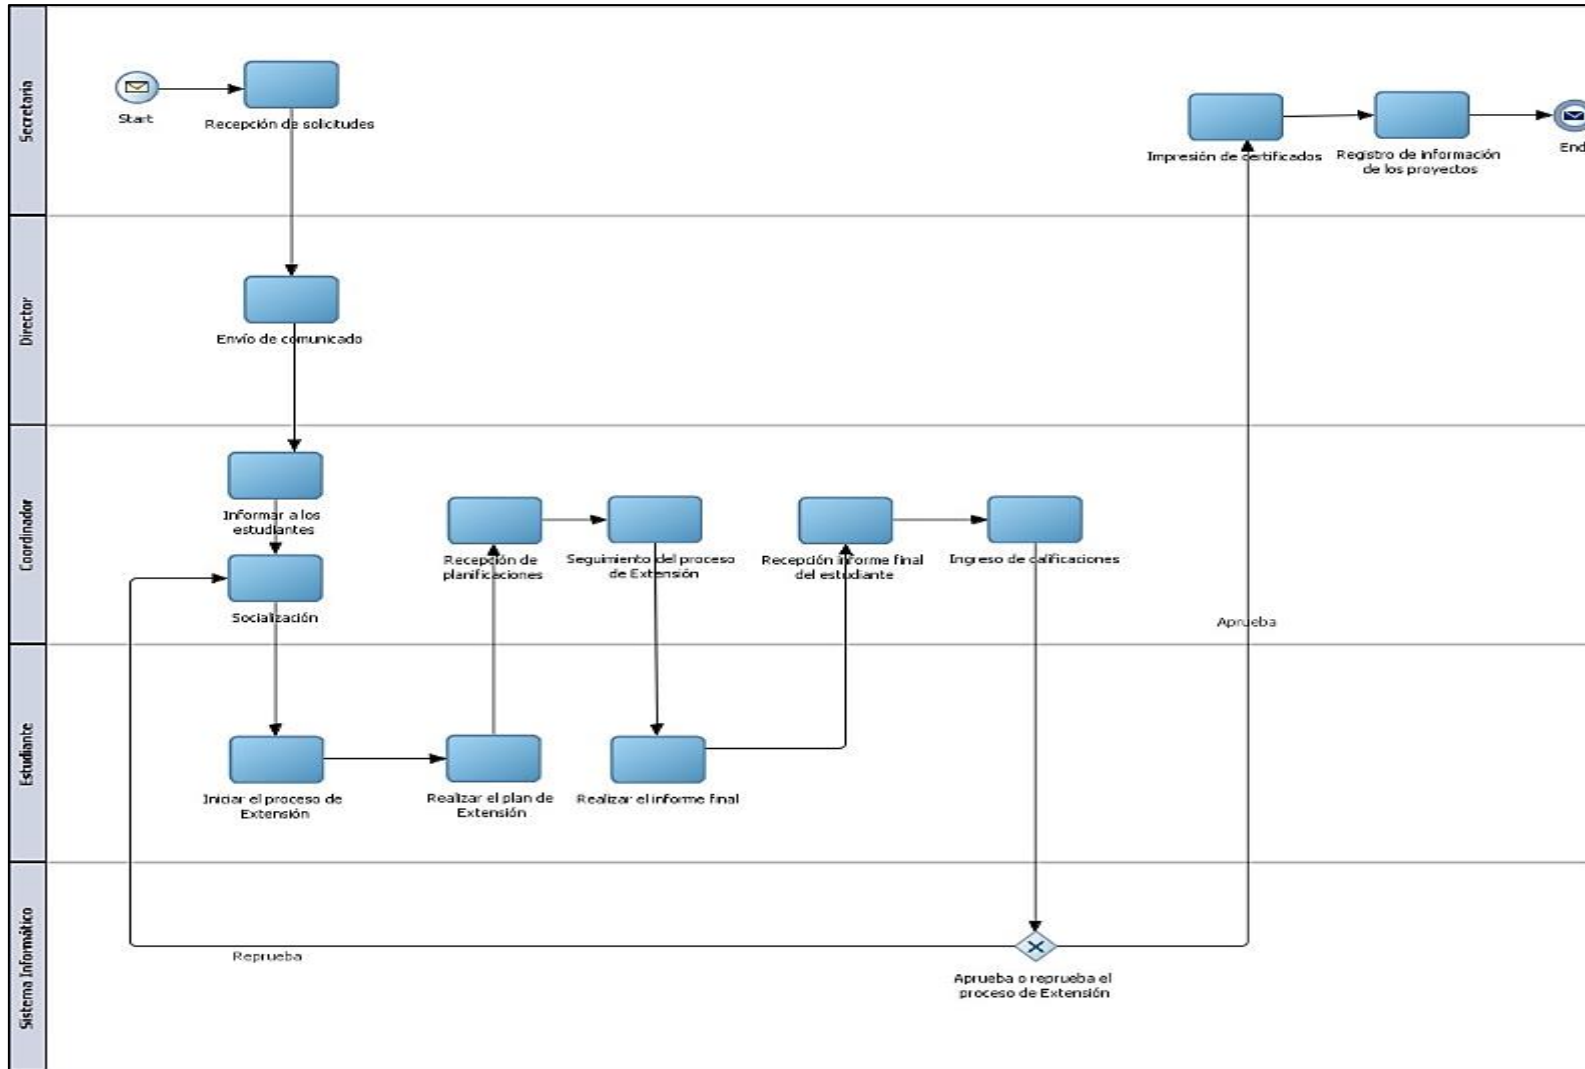 Secretaria
Start
Recepción de solicitudes
Impresión de certificados
Registro de información
de los proyectos
End
Director
Envío de comunicado
Coordinador
Informar a los
estudiantes
Socialización
Recepción de
planificaciones
Seguimiento del proceso
de Extensión
Recepción informe final
del estudiante
Ingreso de calificaciones
Aprueba
Estudiante
Iniciar el proceso de
Extensión
Realizar el plan de
Extensión
Realizar el informe final
Sistema Informático
Reprueba
Aprueba o reprueba el
proceso de Extensión